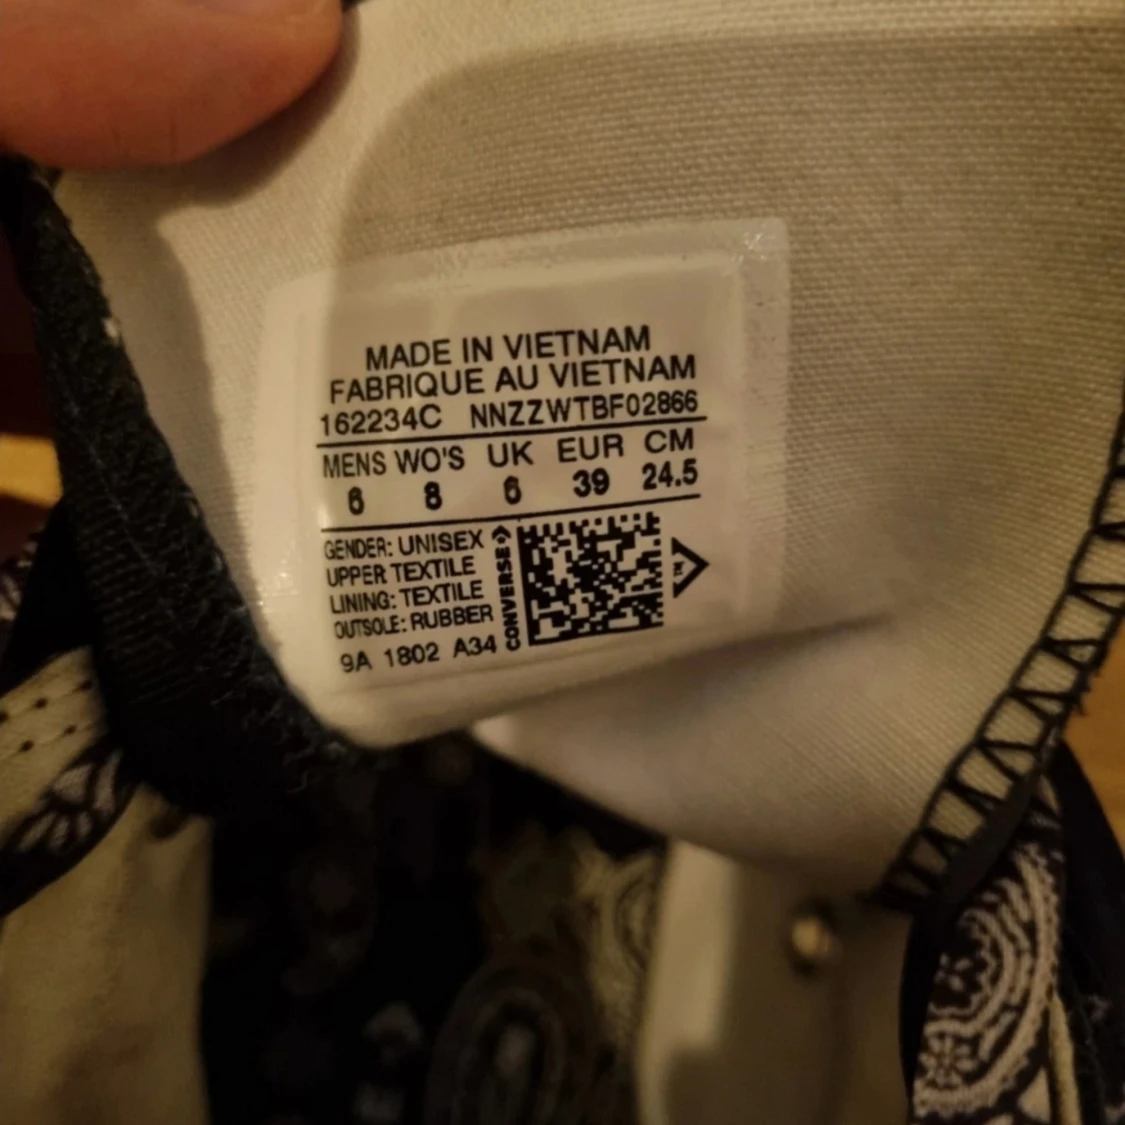 MADE IN VIETNAM
FABRIQUE AU VIETNAM
162234C NNZZWTBF02866
MENS WO'S UK EUR CM
6 8 6 39 24.5
GENDER: UNISEX
UPPER TEXTILE
LINING: TEXTILE
OUTSOLE: RUBBER
9A 1802 A34
CONVERSE